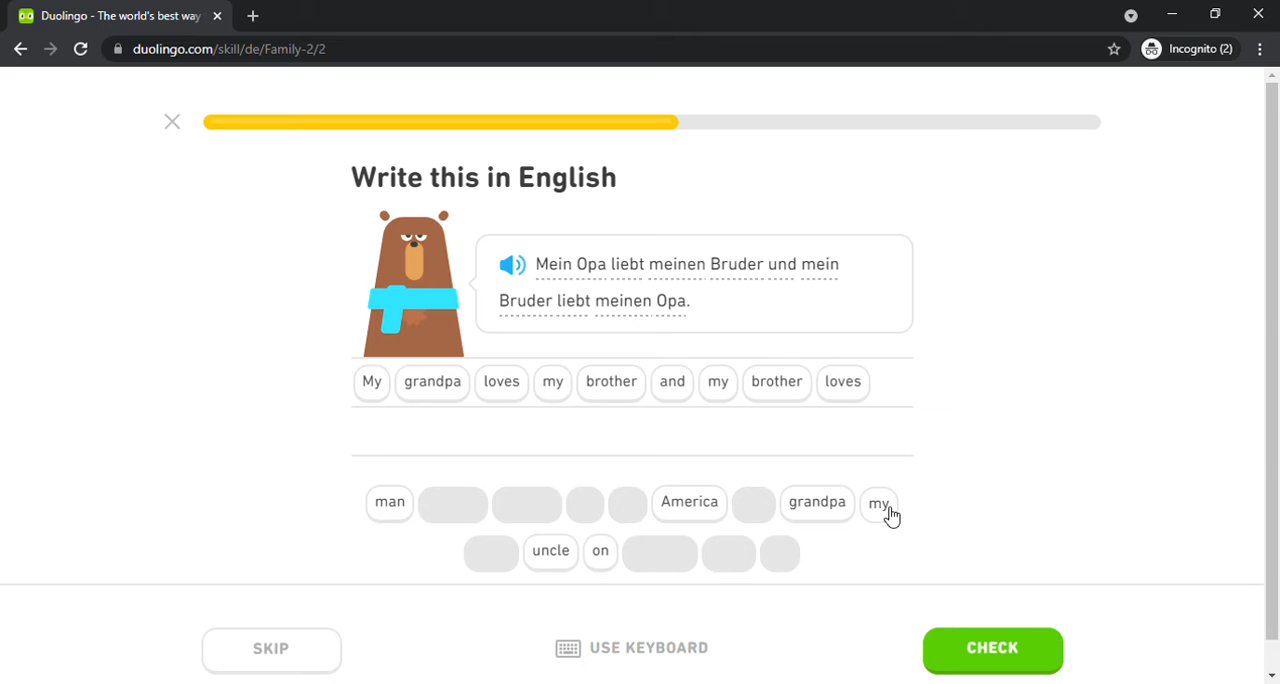 Duolingo - The world's best way
duolingo.com/skill/de/Family-2/2
Incognito (2)
Write this in English
Mein Opa liebt meinen Bruder und mein
Bruder liebt meinen Opa.
My grandpa loves my brother and my brother loves
man America grandpa my
uncle on
SKIP USE KEYBOARD CHECK